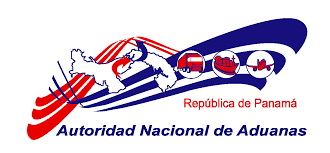 República de Panamá
Autoridad Nacional de Aduanas